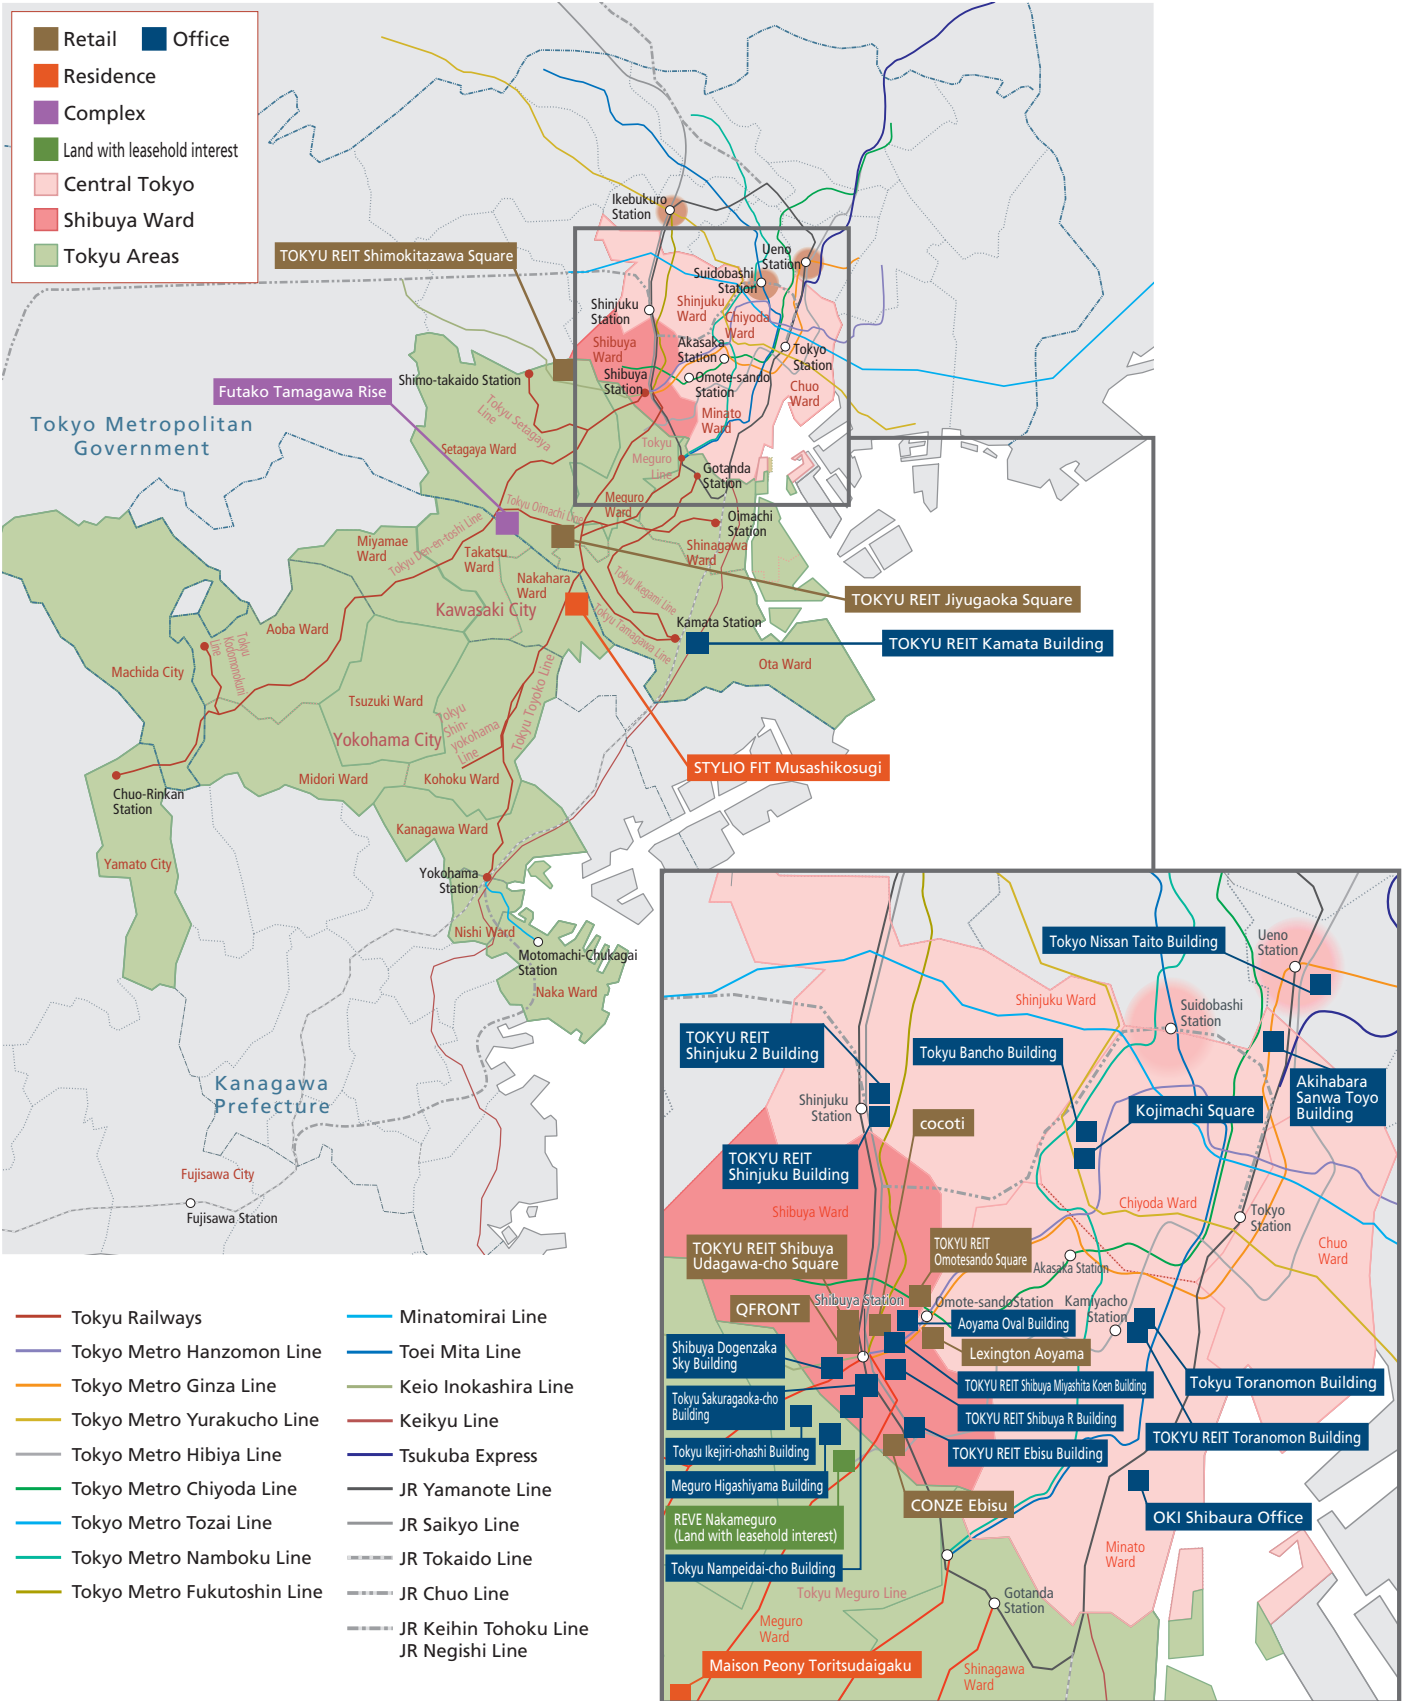 Retail
Office
Residence
Complex
Land with leasehold interest
Central Tokyo
Shibuya Ward
Tokyu Areas
Ikebukuro
Station
TOKYU REIT Shimokitazawa Square
Ueno
Station
Suidobashi
Station
Shinjuku
Station
Shinjuku
Ward
Chiyoda
Ward
Shibuya
Ward
Akasaka
Station
Tokyo
Station
Shibuya
Station
Omote-sando
Station
Chuo
Ward
Minato
Ward
Shimo-takaido Station
Futako Tamagawa Rise
Tokyo Metropolitan
Government
Tokyu Setagaya
Line
Setagaya Ward
Tokyu
Meguro
Line
Gotanda
Station
Meguro
Ward
Tokyu Oimachi Line
Oimachi
Station
Tokyu Den-en-toshi Line
Miyamae
Ward
Takatsu
Ward
Shinagawa
Ward
Nakahara
Ward
Tokyu Ikegami Line
TOKYU REIT Jiyugaoka Square
Kawasaki City
Tokyu Tamagawa Line
Kamata Station
TOKYU REIT Kamata Building
Aoba Ward
Tokyu
Kodomonokuni
Line
Machida City
Ota Ward
Tsuzuki Ward
Tokyu
Shin-
yokohama
Line
Tokyu Toyoko Line
Yokohama City
STYLIO FIT Musashikosugi
Midori Ward
Kohoku Ward
Chuo-Rinkan
Station
Kanagawa Ward
Yamato City
Yokohama
Station
Nishi Ward
Motomachi-Chukagai
Station
Naka Ward
Kanagawa
Prefecture
Fujisawa City
Fujisawa Station
Tokyo Nissan Taito Building
Ueno
Station
Shinjuku Ward
Suidobashi
Station
TOKYU REIT
Shinjuku 2 Building
Tokyu Bancho Building
Akihabara
Sanwa Toyo
Building
Shinjuku
Station
Kojimachi Square
cocoti
TOKYU REIT
Shinjuku Building
Shibuya Ward
Chiyoda Ward
Tokyo
Station
Chuo
Ward
TOKYU REIT Shibuya
Udagawa-cho Square
TOKYU REIT
Omotesando Square
Akasaka Station
QFRONT
Shibuya Station
Omote-sandoStation
Kamiyacho
Station
Aoyama Oval Building
Shibuya Dogenzaka
Sky Building
Lexington Aoyama
TOKYU REIT Shibuya Miyashita Koen Building
Tokyu Toranomon Building
Tokyu Sakuragaoka-cho
Building
TOKYU REIT Shibuya R Building
TOKYU REIT Toranomon Building
Tokyu Ikejiri-ohashi Building
TOKYU REIT Ebisu Building
Meguro Higashiyama Building
CONZE Ebisu
OKI Shibaura Office
REVE Nakameguro
(Land with leasehold interest)
Minato
Ward
Tokyu Nampeidai-cho Building
Tokyu Meguro Line
Gotanda
Station
Meguro
Ward
Maison Peony Toritsudaigaku
Shinagawa
Ward
Tokyu Railways
Tokyo Metro Hanzomon Line
Tokyo Metro Ginza Line
Tokyo Metro Yurakucho Line
Tokyo Metro Hibiya Line
Tokyo Metro Chiyoda Line
Tokyo Metro Tozai Line
Tokyo Metro Namboku Line
Tokyo Metro Fukutoshin Line
Minatomirai Line
Toei Mita Line
Keio Inokashira Line
Keikyu Line
Tsukuba Express
JR Yamanote Line
JR Saikyo Line
JR Tokaido Line
JR Chuo Line
JR Keihin Tohoku Line
JR Negishi Line